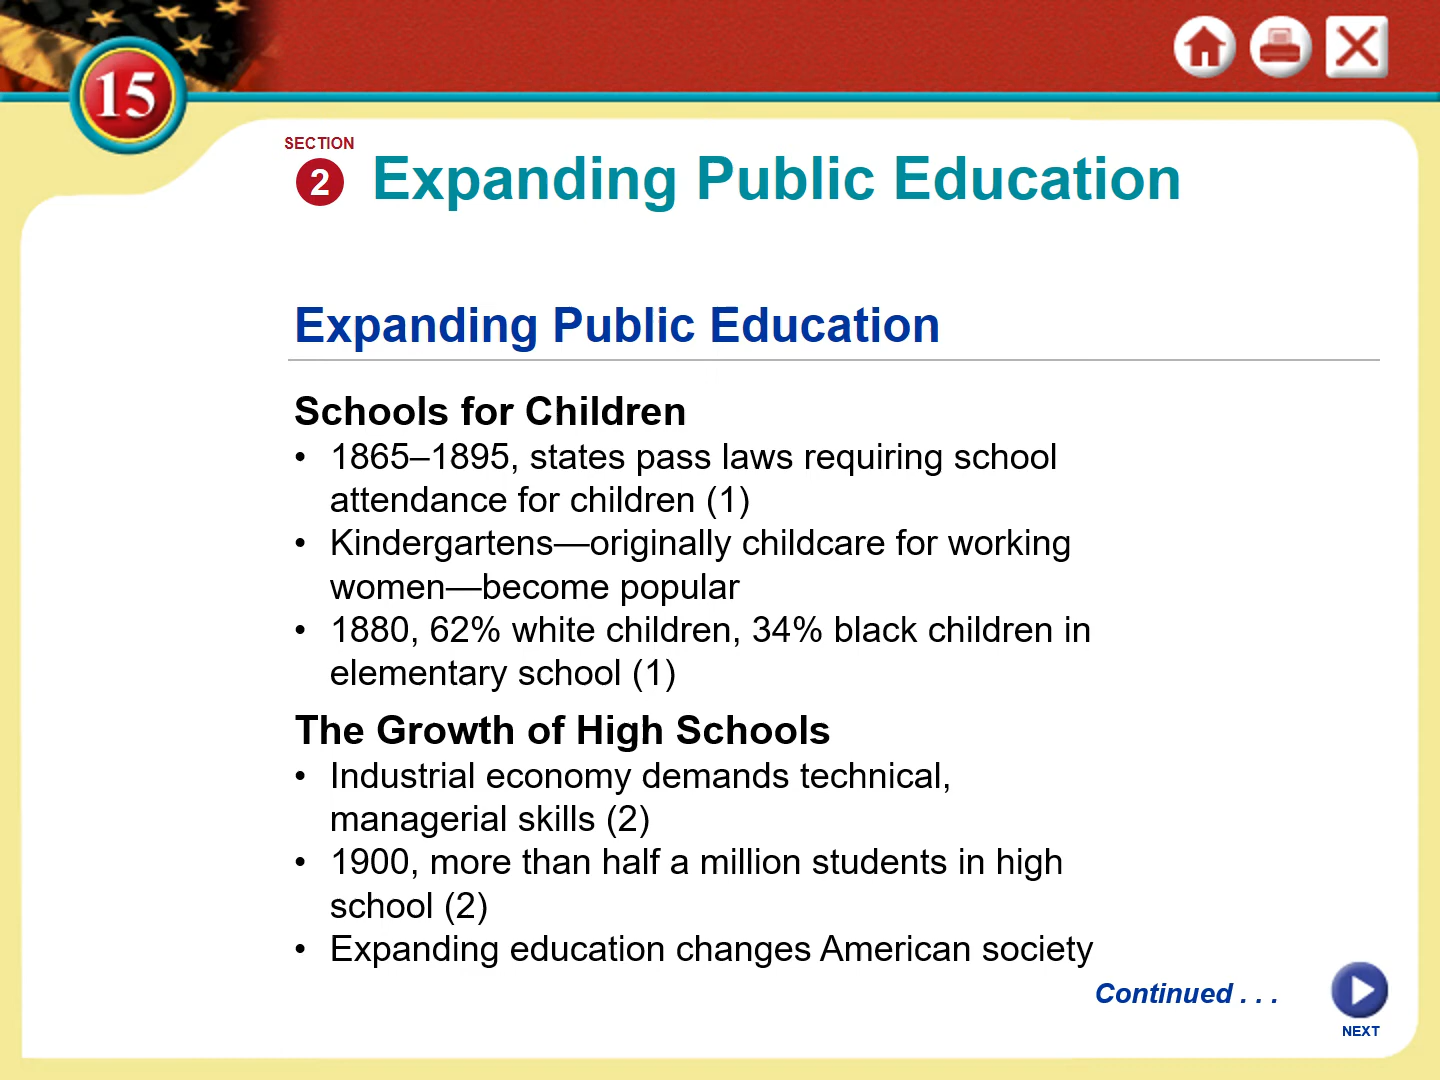 15
SECTION
2
Expanding Public Education
Expanding Public Education
Schools for Children
• 1865–1895, states pass laws requiring school
attendance for children (1)
• Kindergartens—originally childcare for working
women—become popular
• 1880, 62% white children, 34% black children in
elementary school (1)
The Growth of High Schools
• Industrial economy demands technical,
managerial skills (2)
• 1900, more than half a million students in high
school (2)
• Expanding education changes American society
Continued . . .
NEXT